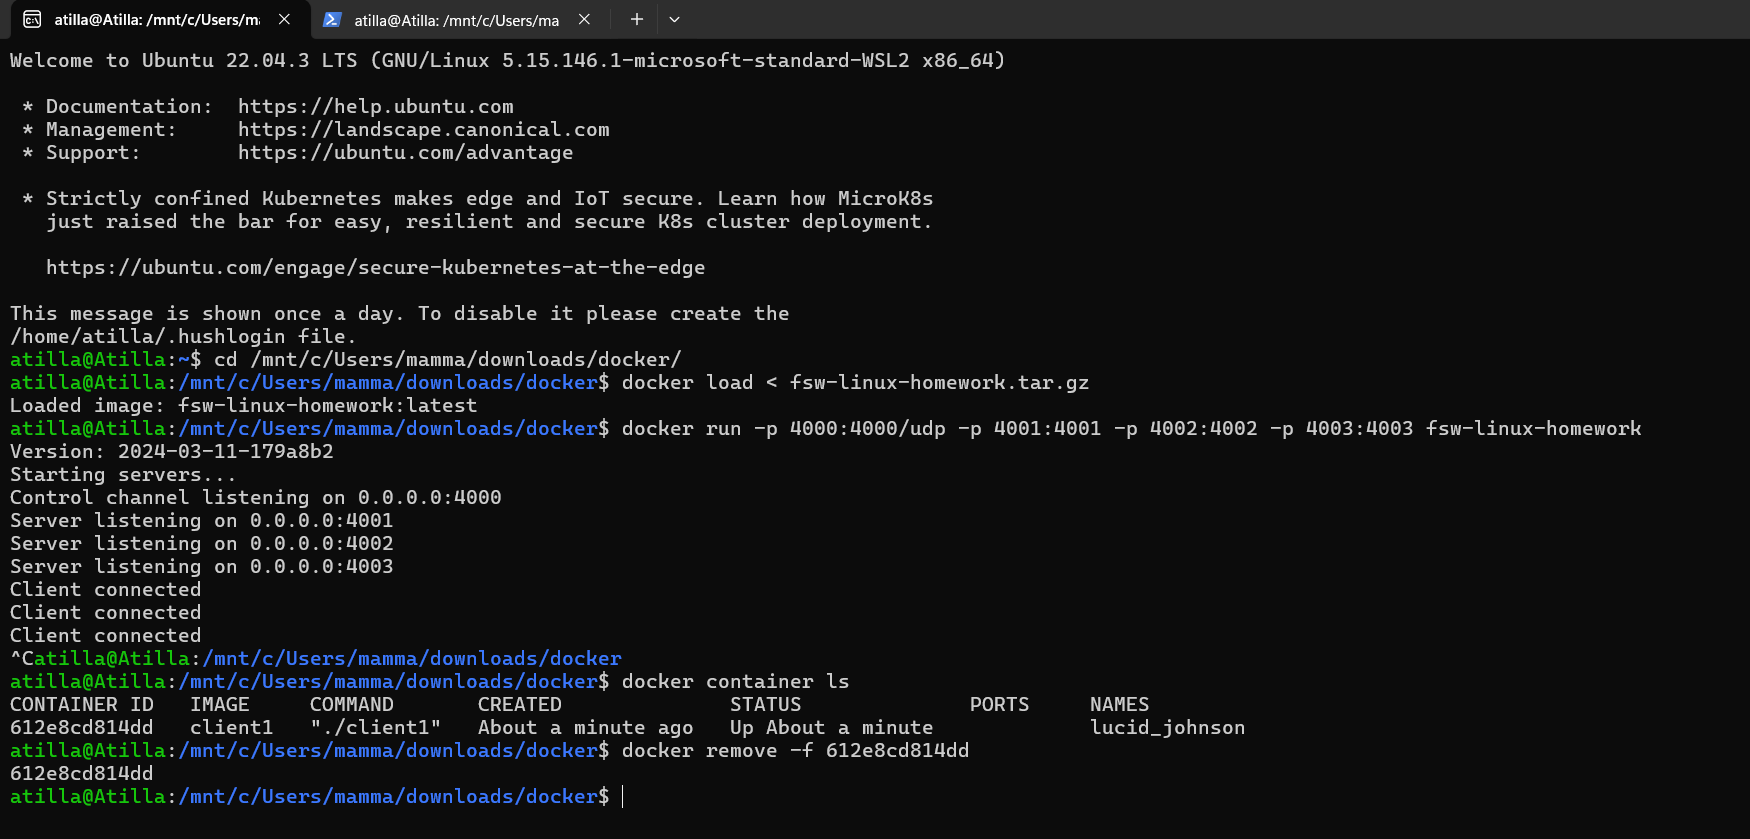 atilla@Atilla: /mnt/c/Users/ma
atilla@Atilla: /mnt/c/Users/ma
Welcome to Ubuntu 22.04.3 LTS (GNU/Linux 5.15.146.1-microsoft-standard-WSL2 x86_64)
* Documentation:  https://help.ubuntu.com
* Management:     https://landscape.canonical.com
* Support:        https://ubuntu.com/advantage
* Strictly confined Kubernetes makes edge and IoT secure. Learn how MicroK8s
just raised the bar for easy, resilient and secure K8s cluster deployment.
https://ubuntu.com/engage/secure-kubernetes-at-the-edge
This message is shown once a day. To disable it please create the
/home/atilla/.hushlogin file.
atilla@Atilla:~$ cd /mnt/c/Users/mamma/downloads/docker/
atilla@Atilla:/mnt/c/Users/mamma/downloads/docker$ docker load < fsw-linux-homework.tar.gz
Loaded image: fsw-linux-homework:latest
atilla@Atilla:/mnt/c/Users/mamma/downloads/docker$ docker run -p 4000:4000/udp -p 4001:4001 -p 4002:4002 -p 4003:4003 fsw-linux-homework
Version: 2024-03-11-179a8b2
Starting servers...
Control channel listening on 0.0.0.0:4000
Server listening on 0.0.0.0:4001
Server listening on 0.0.0.0:4002
Server listening on 0.0.0.0:4003
Client connected
Client connected
Client connected
^Catilla@Atilla:/mnt/c/Users/mamma/downloads/docker
atilla@Atilla:/mnt/c/Users/mamma/downloads/docker$ docker container ls
CONTAINER ID   IMAGE     COMMAND       CREATED              STATUS              PORTS     NAMES
612e8cd814dd   client1   "./client1"   About a minute ago   Up About a minute             lucid_johnson
atilla@Atilla:/mnt/c/Users/mamma/downloads/docker$ docker remove -f 612e8cd814dd
612e8cd814dd
atilla@Atilla:/mnt/c/Users/mamma/downloads/docker$